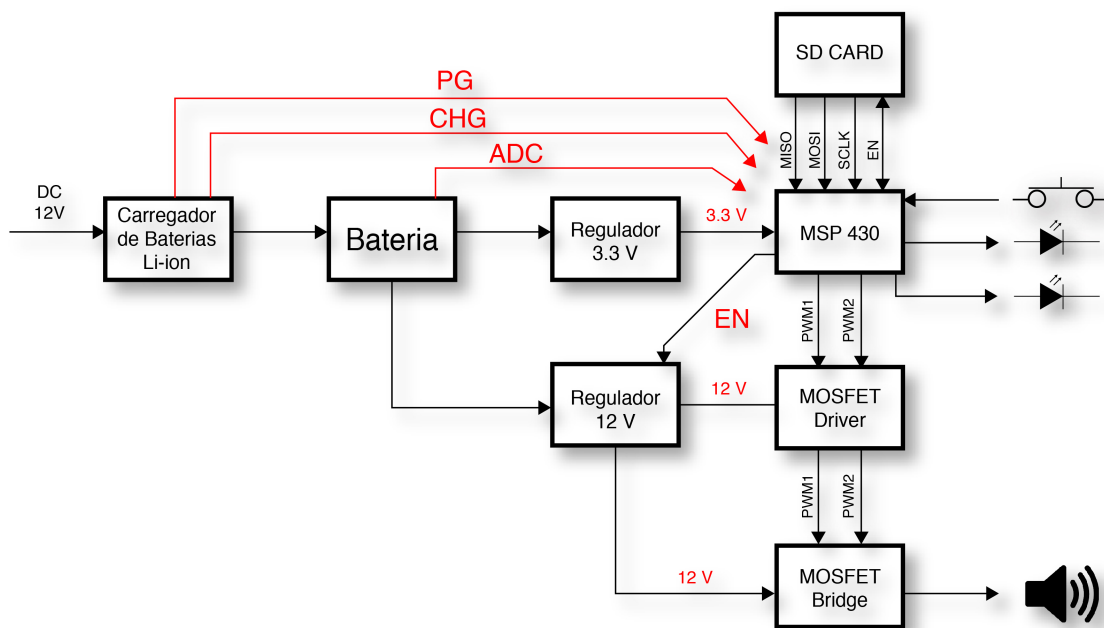 SD CARD
PG
CHG
ADC
MISO
MOSI
SCLK
EN
DC
12V
Carregador
de Baterias
Li-ion
Bateria
Regulador
3.3 V
3.3 V
MSP 430
EN
PWM1
PWM2
Regulador
12 V
12 V
MOSFET
Driver
PWM1
PWM2
12 V
MOSFET
Bridge